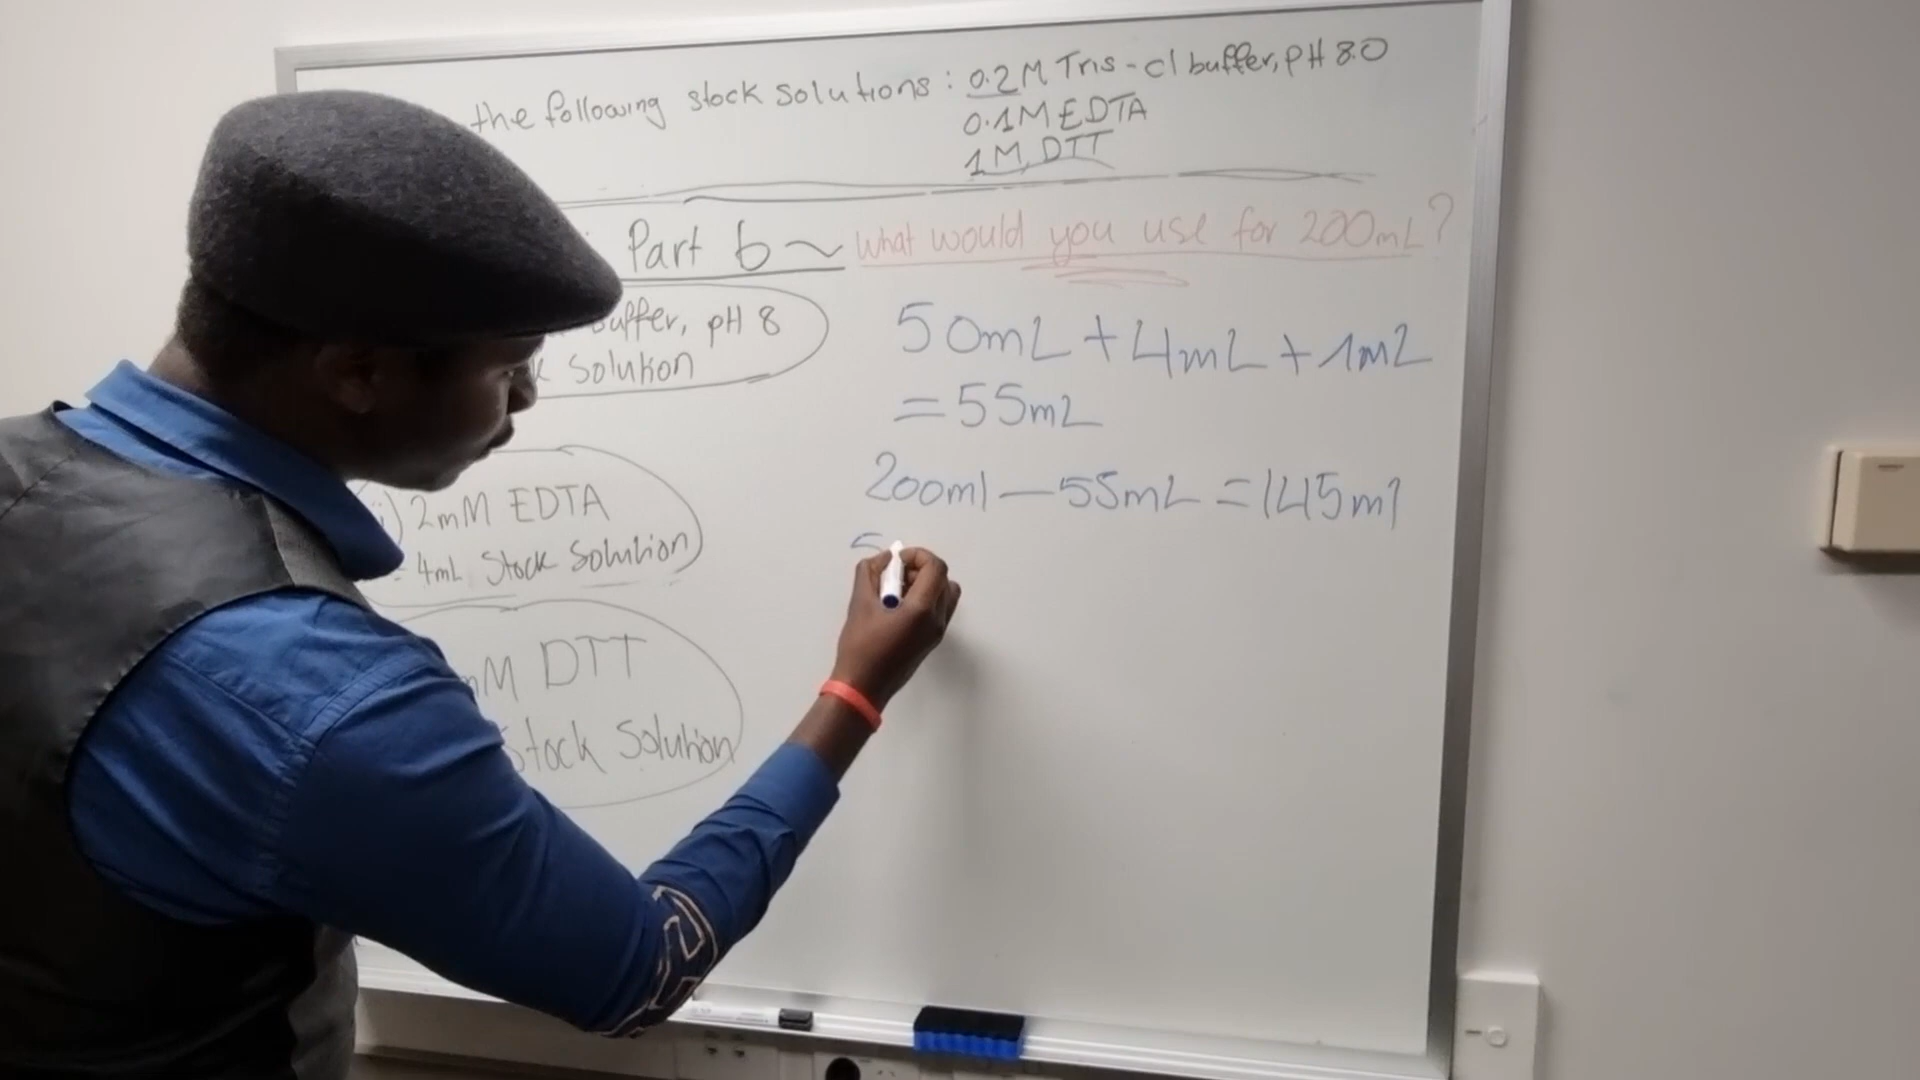 the following stock solutions : 0.2M Tris-cl buffer, pH 8.0
0.1M EDTA
1M DTT
Part 6 ~ What would you use for 200mL?
buffer, pH 8
Solution
2mM EDTA
4mL Stock Solution
mM DTT
Stock Solution
50mL + 4mL + 1mL
= 55mL
200ml - 55mL = 145ml
5